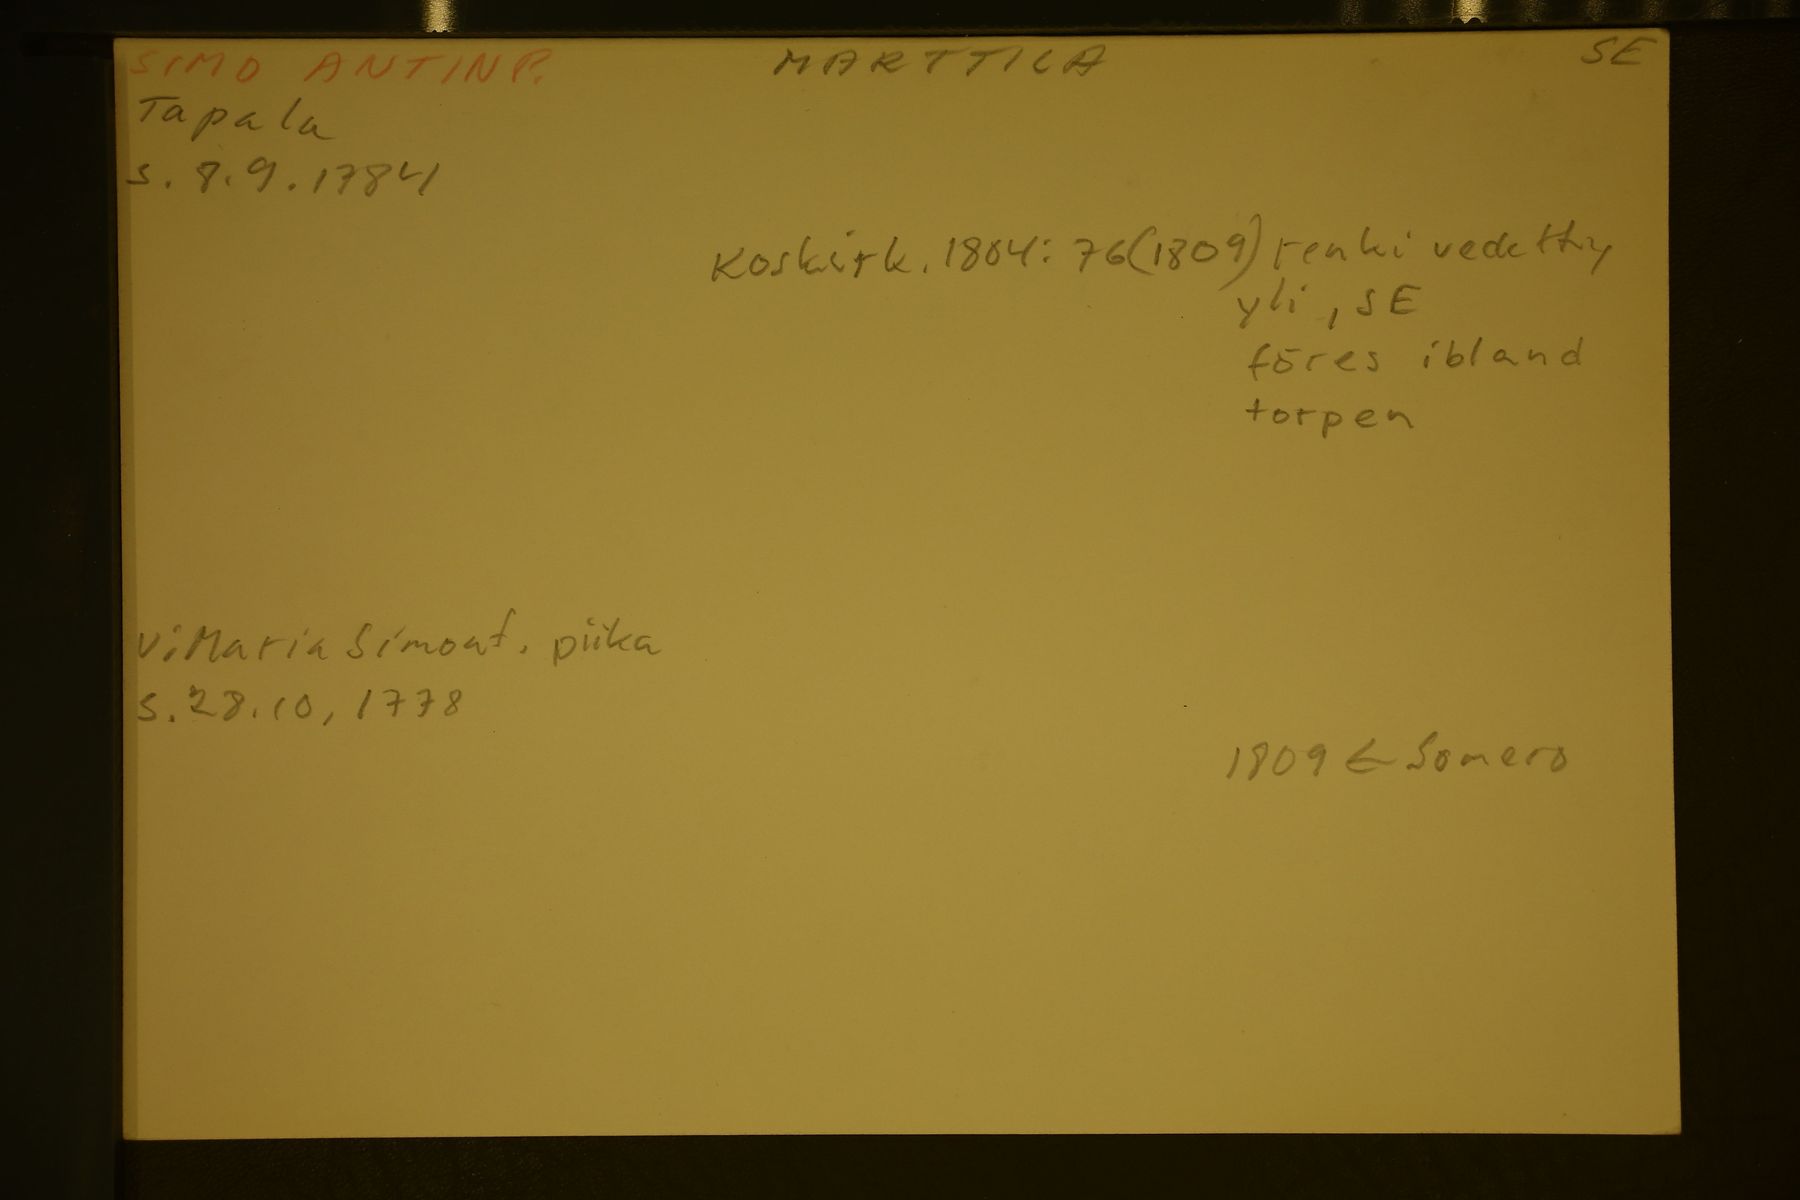 SIMO ANTINP. MARTTILA SE
Tapala
s. 8.9.1784
Koskirk. 1804: 76 (1809) renki vedetty
yli, SE
föres ibland
torpen
v: Maria Simont. piika
s. 28.10, 1778
1809 ← Somero